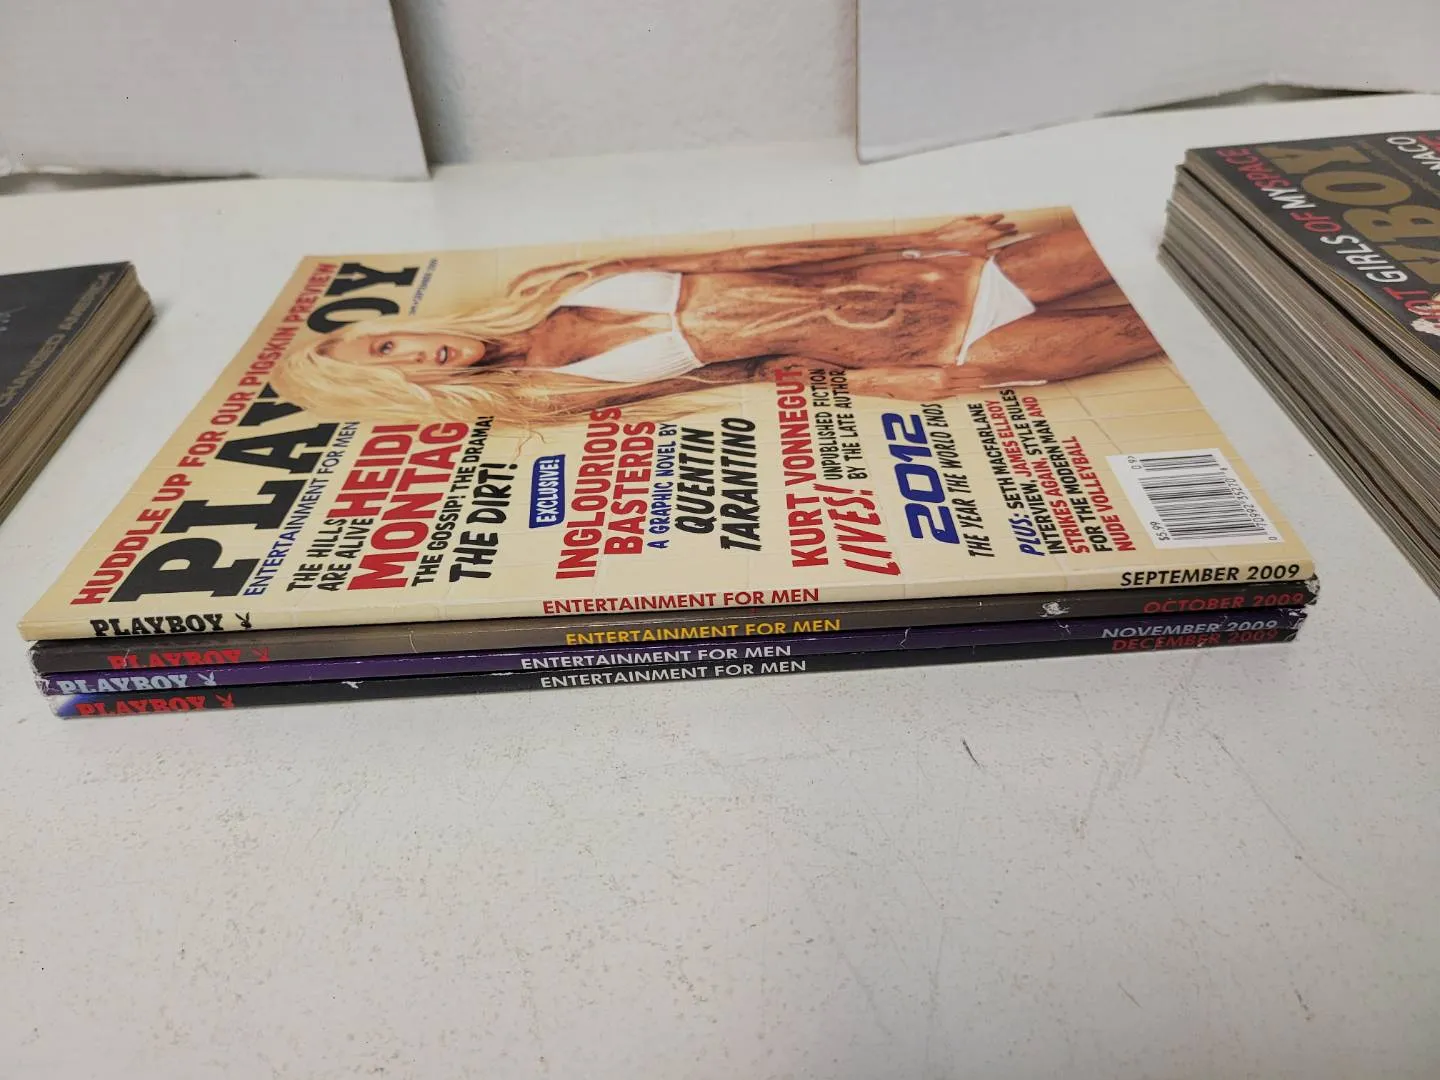 HUDDLE UP FOR OUR PIGSKIN PREVIEW
PLAYBOY
ENTERTAINMENT FOR MEN
THE HILLS
ARE ALIVE
HEIDI
MONTAG
THE GOSSIP! THE DRAMA!
THE DIRT!
EXCLUSIVE!
INGLOURIOUS
BASTERDS
A GRAPHIC NOVEL BY
QUENTIN
TARANTINO
KURT VONNEGUT
LIVES!
UNPUBLISHED FICTION
BY THE LATE AUTHOR
2012
THE YEAR THE WORLD ENDS
PLUS: SETH MACFARLANE
INTERVIEW, JAMES ELLROY
STRIKES AGAIN, STYLE RULES
FOR THE MODERN MAN AND
NUDE VOLLEYBALL
$5.99
PLAYBOY ENTERTAINMENT FOR MEN SEPTEMBER 2009
PLAYBOY ENTERTAINMENT FOR MEN OCTOBER 2009
PLAYBOY ENTERTAINMENT FOR MEN NOVEMBER 2009
PLAYBOY ENTERTAINMENT FOR MEN DECEMBER 2009
CHANGED AMERICA
HOT GIRLS OF MYSPACE
BOY